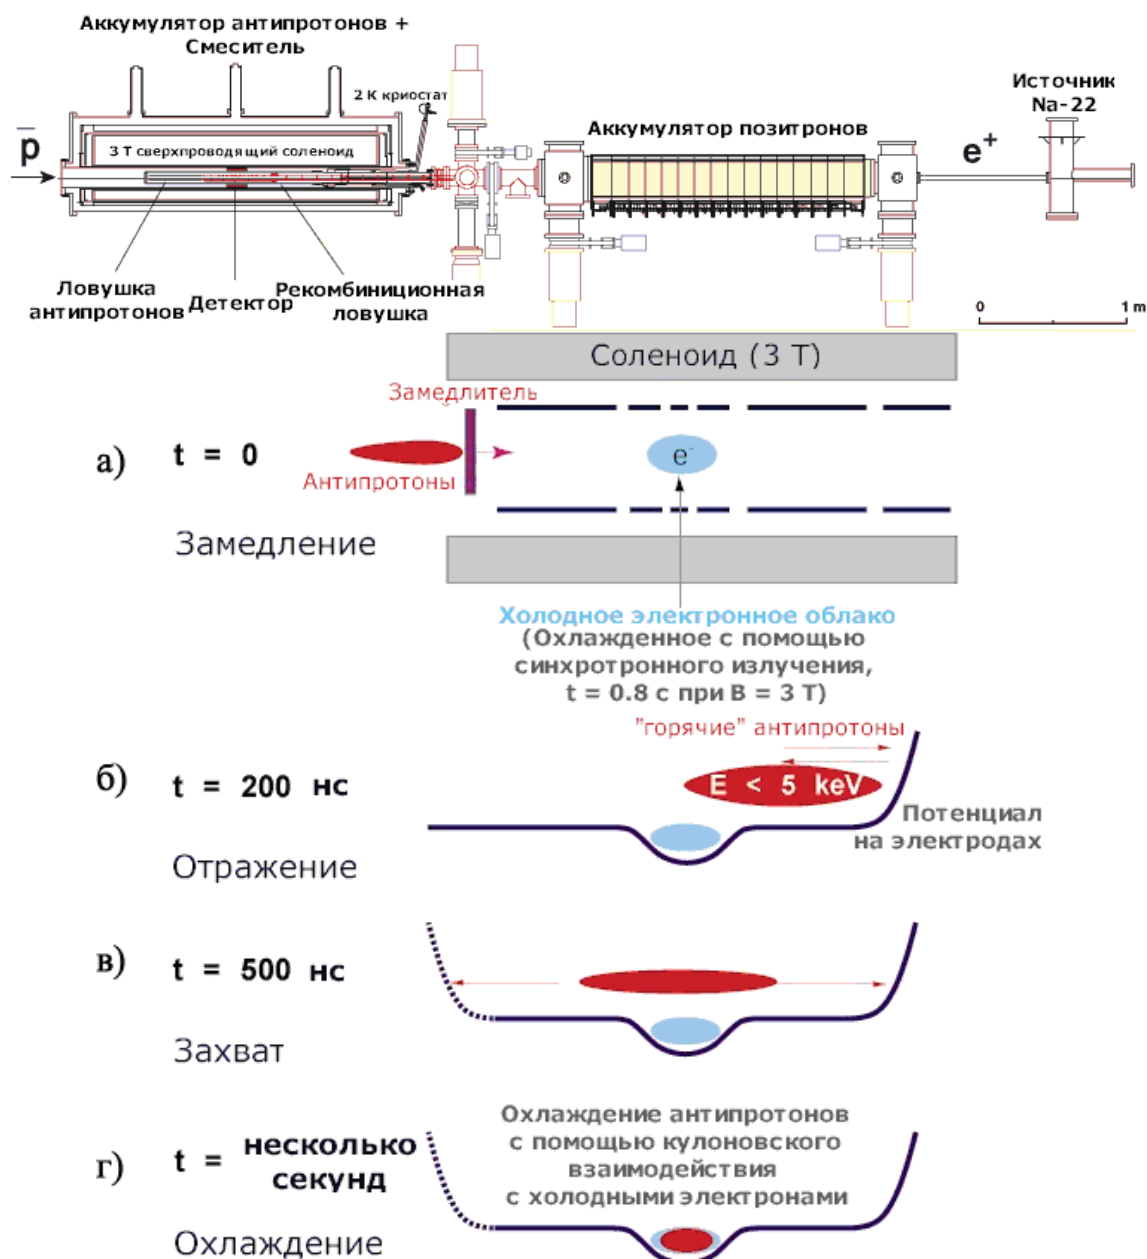 Аккумулятор антипротонов +
Смеситель
2 К криостат
Источник
Na-22
Аккумулятор позитронов
p
3 Т сверхпроводящий соленоид
e+
Ловушка
антипротонов
Детектор
Рекомбиниционная
ловушка
0
1 m
Соленоид (3 Т)
Замедлитель
а)
t = 0
e-
Антипротоны
Замедление
Холодное электронное облако
(Охлажденное с помощью
синхротронного излучения,
t = 0.8 с при B = 3 Т)
"горячие" антипротоны
б)
t = 200 нс
E < 5 keV
Потенциал
на электродах
Отражение
в)
t = 500 нс
Захват
Охлаждение антипротонов
с помощью кулоновского
взаимодействия
с холодными электронами
г)
t = несколько
секунд
Охлаждение